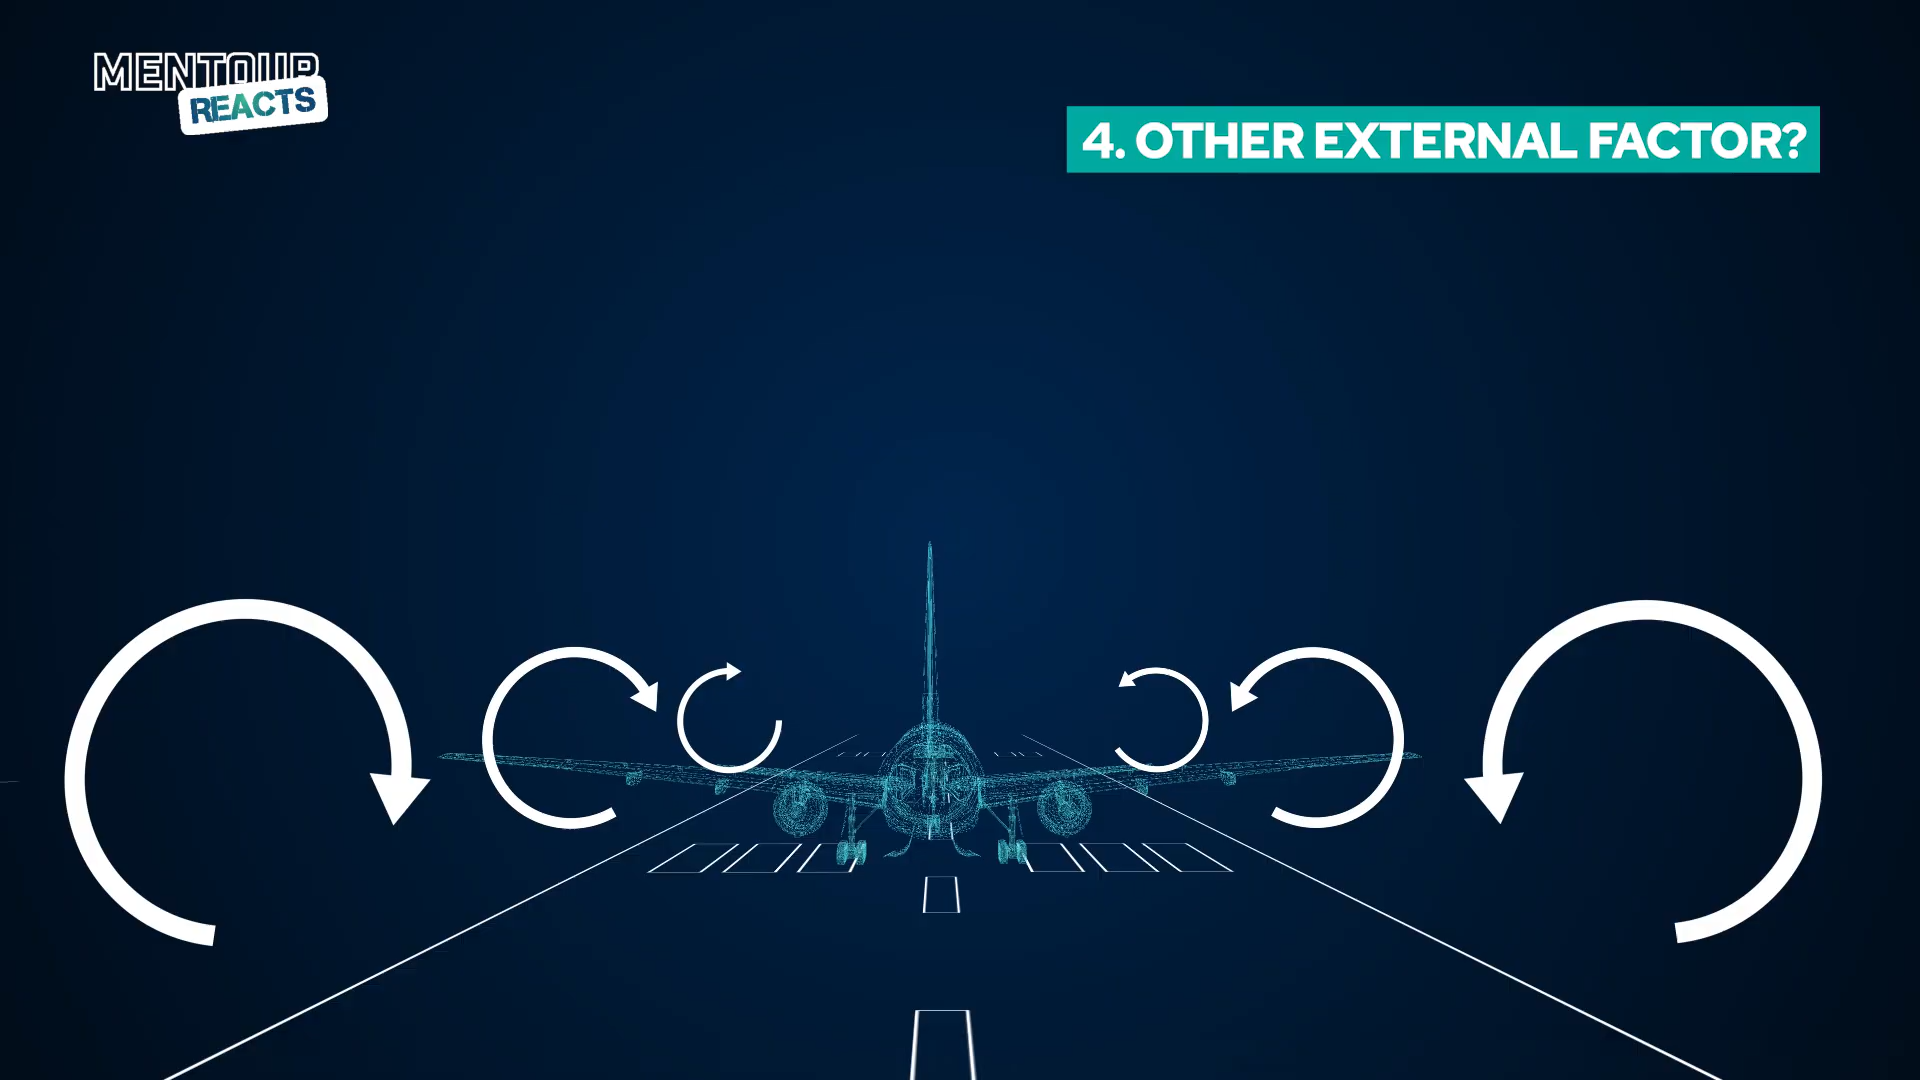 MENTOUR
REACTS
4. OTHER EXTERNAL FACTOR?